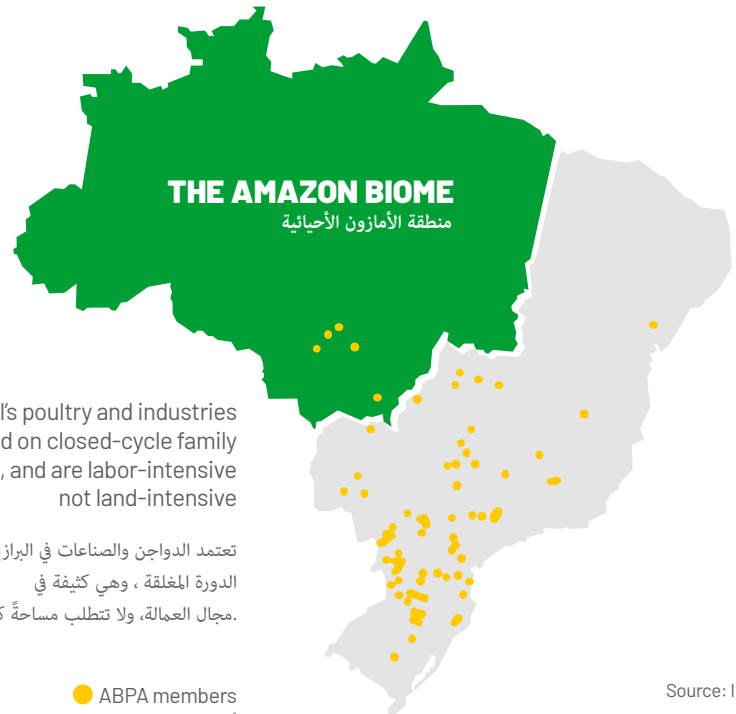 THE AMAZON BIOME
منطقة الأمازون الأحيائية
l's poultry and industries
d on closed-cycle family
, and are labor-intensive
not land-intensive
تعتمد الدواجن والصناعات في
الدورة المغلقة ، وهي كثيفة في
.مجال العمالة، ولا تتطلب مساحةً
ABPA members
Source: